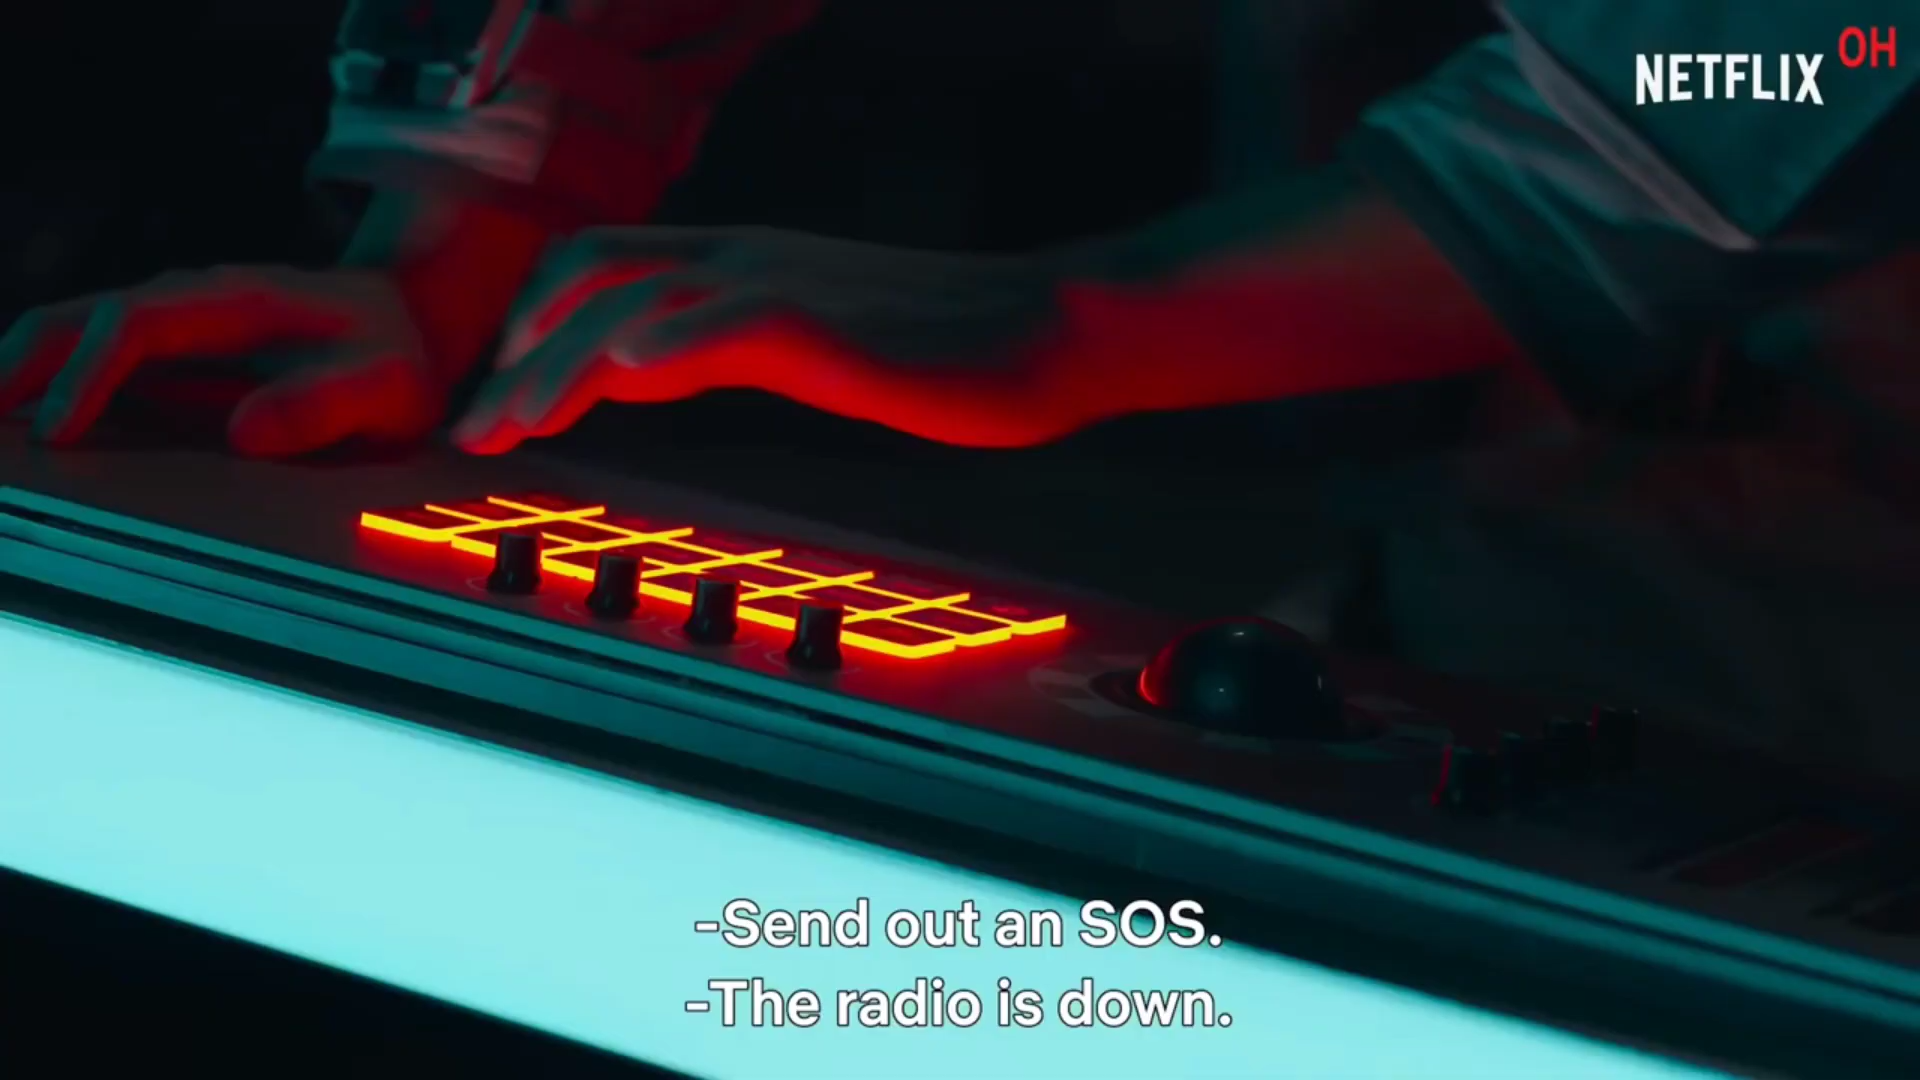 NETFLIX OH
-Send out an SOS.
-The radio is down.